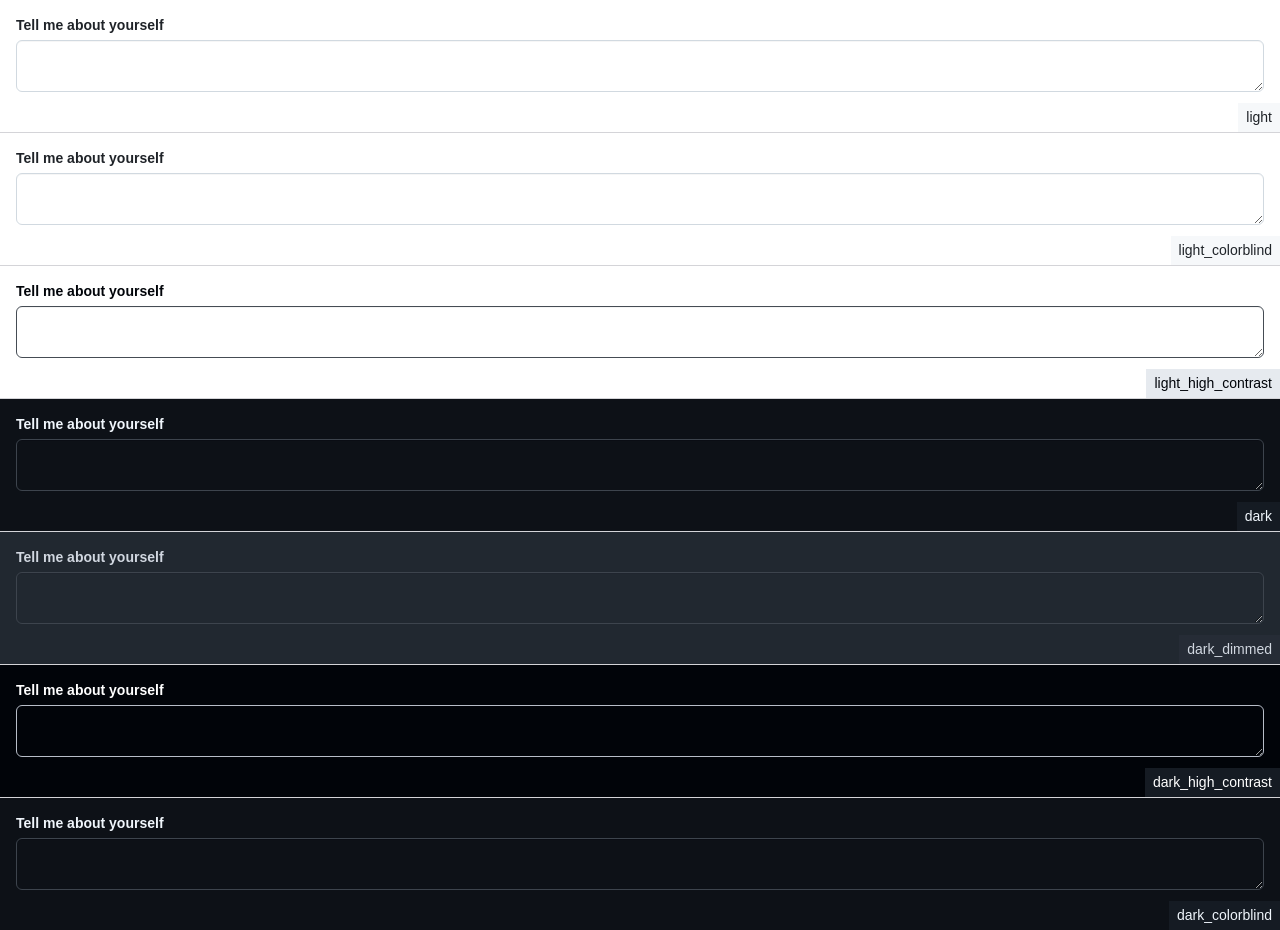 Tell me about yourself
light
Tell me about yourself
light_colorblind
Tell me about yourself
light_high_contrast
Tell me about yourself
dark
Tell me about yourself
dark_dimmed
Tell me about yourself
dark_high_contrast
Tell me about yourself
dark_colorblind